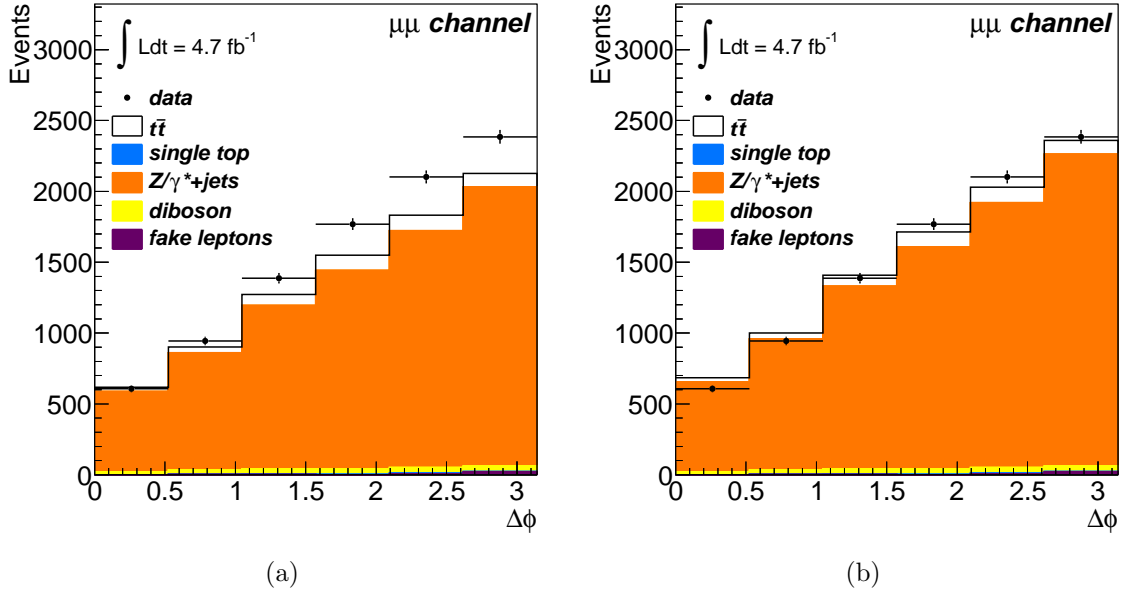 μμ channel
Events
∫ Ldt = 4.7 fb⁻¹
data
tt̄
single top
Z/γ*+jets
diboson
fake leptons
3000
2500
2000
1500
1000
500
0
0 0.5 1 1.5 2 2.5 3
Δϕ
(a)
μμ channel
Events
∫ Ldt = 4.7 fb⁻¹
data
tt̄
single top
Z/γ*+jets
diboson
fake leptons
3000
2500
2000
1500
1000
500
0
0 0.5 1 1.5 2 2.5 3
Δϕ
(b)